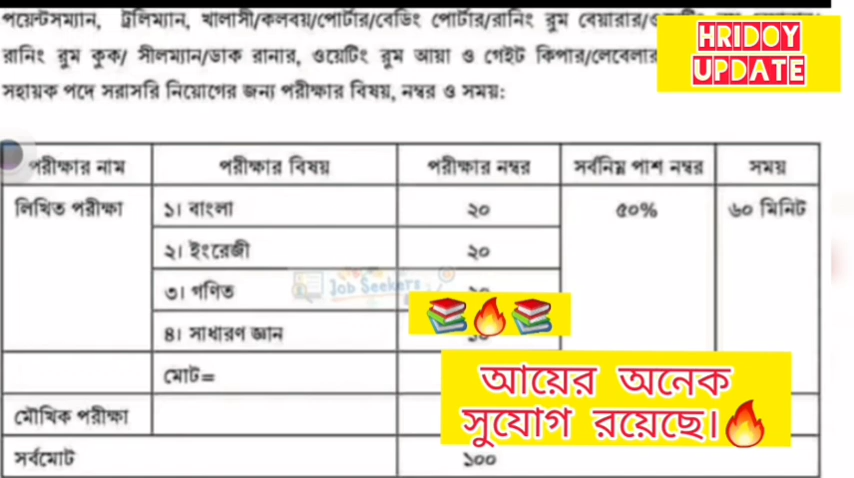 পয়েন্টসম্যান, ট্রলিম্যান, খালাসী/কলবয়/পোর্টার/বেডিং পোর্টার/রানিং রুম বেয়ারার/
HRIDOY
UPDATE
রানিং রুম কুক/ সীলম্যান/ডাক রানার, ওয়েটিং রুম আয়া ও গেইট কিপার/লেবেলার
সহায়ক পদে সরাসরি নিয়োগের জন্য পরীক্ষার বিষয়, নম্বর ও সময়:
পরীক্ষার নাম পরীক্ষার বিষয় পরীক্ষার নম্বর সর্বনিম্ন পাশ নম্বর সময়
লিখিত পরীক্ষা ১। বাংলা ২০ ৫০% ৬০ মিনিট
২। ইংরেজী ২০
৩। গণিত
Job Seekers
৪। সাধারণ জ্ঞান
মোট=
মৌখিক পরীক্ষা
সর্বমোট ১০০
আয়ের অনেক
সুযোগ রয়েছে।